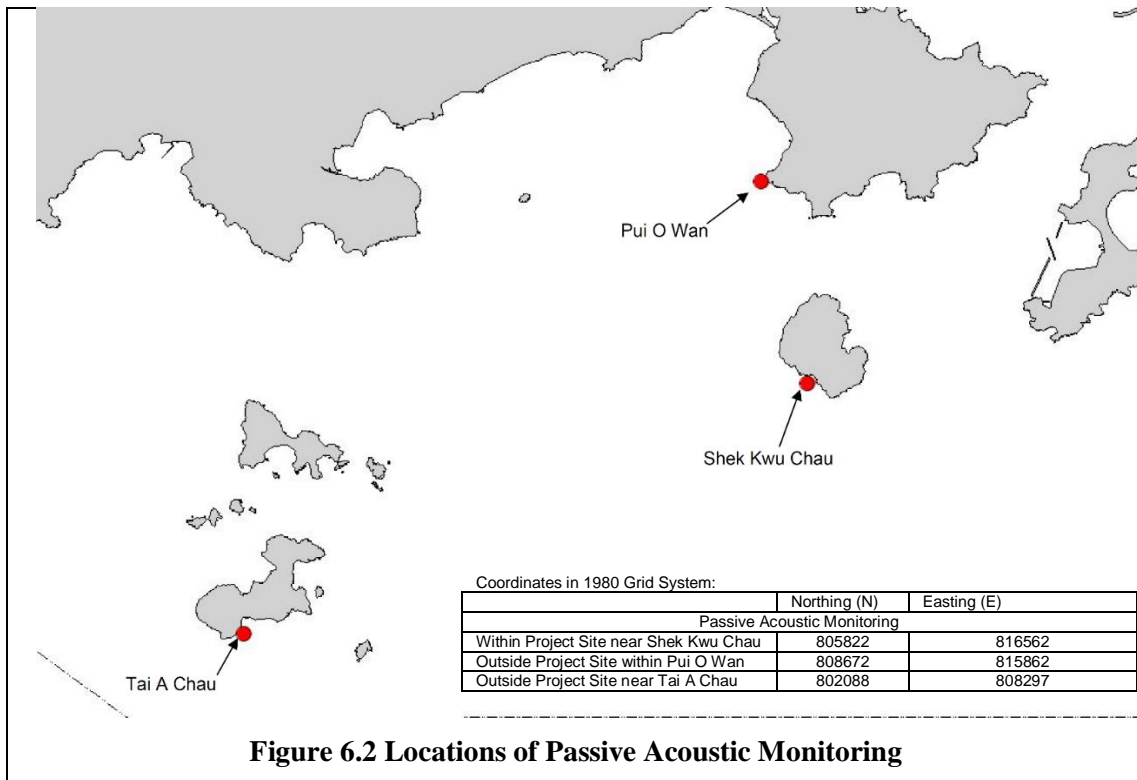 Pui O Wan
Shek Kwu Chau
Tai A Chau
Coordinates in 1980 Grid System:
Northing (N) Easting (E)
Passive Acoustic Monitoring
Within Project Site near Shek Kwu Chau 805822 816562
Outside Project Site within Pui O Wan 808672 815862
Outside Project Site near Tai A Chau 802088 808297
Figure 6.2 Locations of Passive Acoustic Monitoring